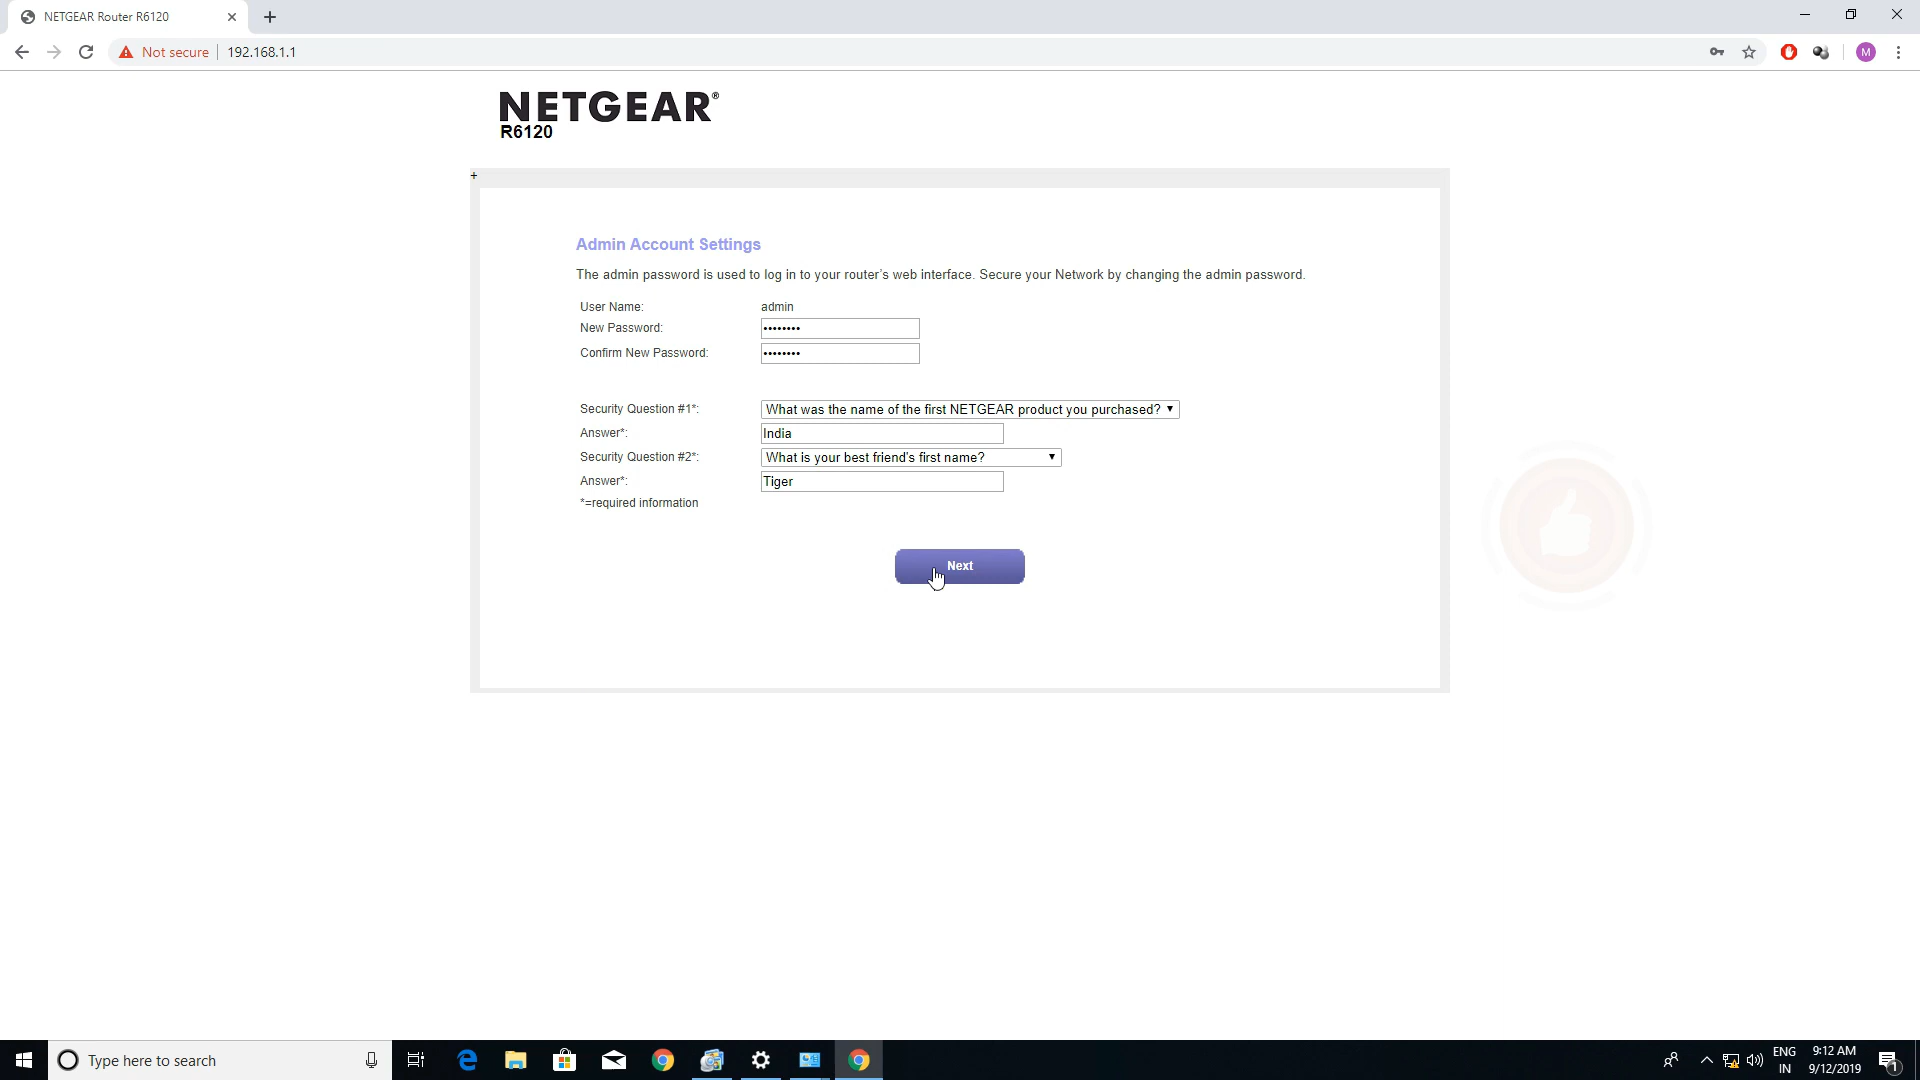 NETGEAR Router R6120
Not secure
192.168.1.1
M
NETGEAR®
R6120
+
Admin Account Settings
The admin password is used to log in to your router's web interface. Secure your Network by changing the admin password.
User Name: admin
New Password: ••••••••
Confirm New Password: ••••••••
Security Question #1*: What was the name of the first NETGEAR product you purchased?
Answer*: India
Security Question #2*: What is your best friend's first name?
Answer*: Tiger
*=required information
Next
Type here to search
ENG
IN
9:12 AM
9/12/2019
1